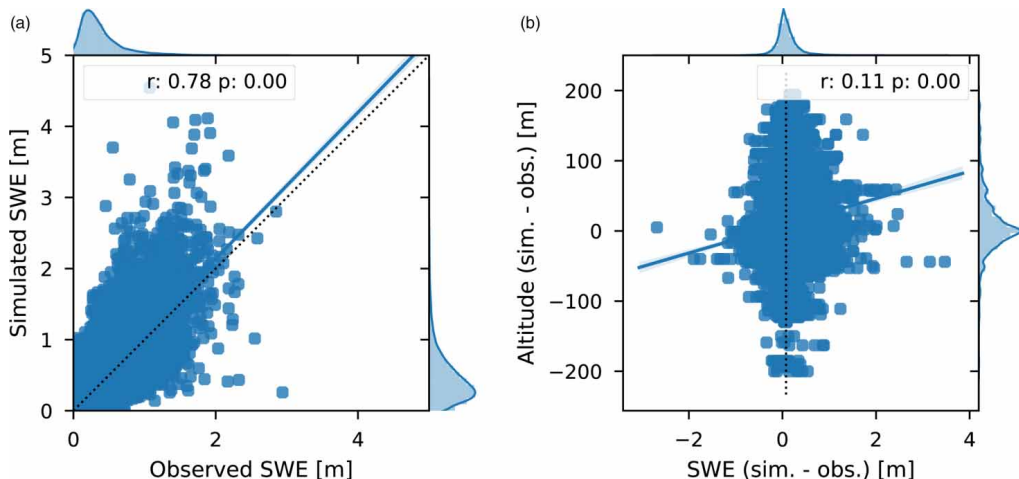 (a)
r: 0.78 p: 0.00
5
4
3
2
1
0
Simulated SWE [m]
0 2 4
Observed SWE [m]
(b)
r: 0.11 p: 0.00
200
100
0
−100
−200
Altitude (sim. - obs.) [m]
−2 0 2 4
SWE (sim. - obs.) [m]